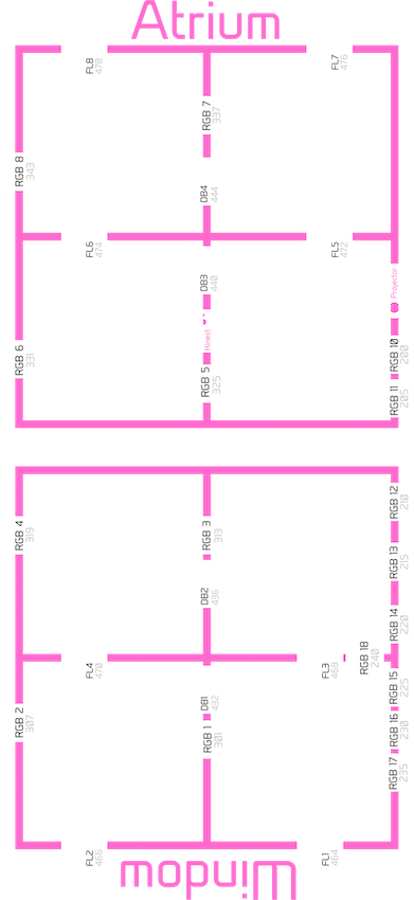 Atrium
FL8
478
FL7
476
RGB 7
337
RGB 8
343
DB4
444
FL6
474
FL5
472
DB3
440
Projector
Kinect
RGB 6
331
RGB 5
325
RGB 10
200
RGB 11
205
RGB 12
210
RGB 4
319
RGB 3
313
RGB 13
215
DB2
436
RGB 14
220
FL4
470
FL3
468
RGB 18
240
RGB 15
225
DB1
432
RGB 2
307
RGB 1
301
RGB 16
230
RGB 17
235
FL2
466
FL1
464
Window